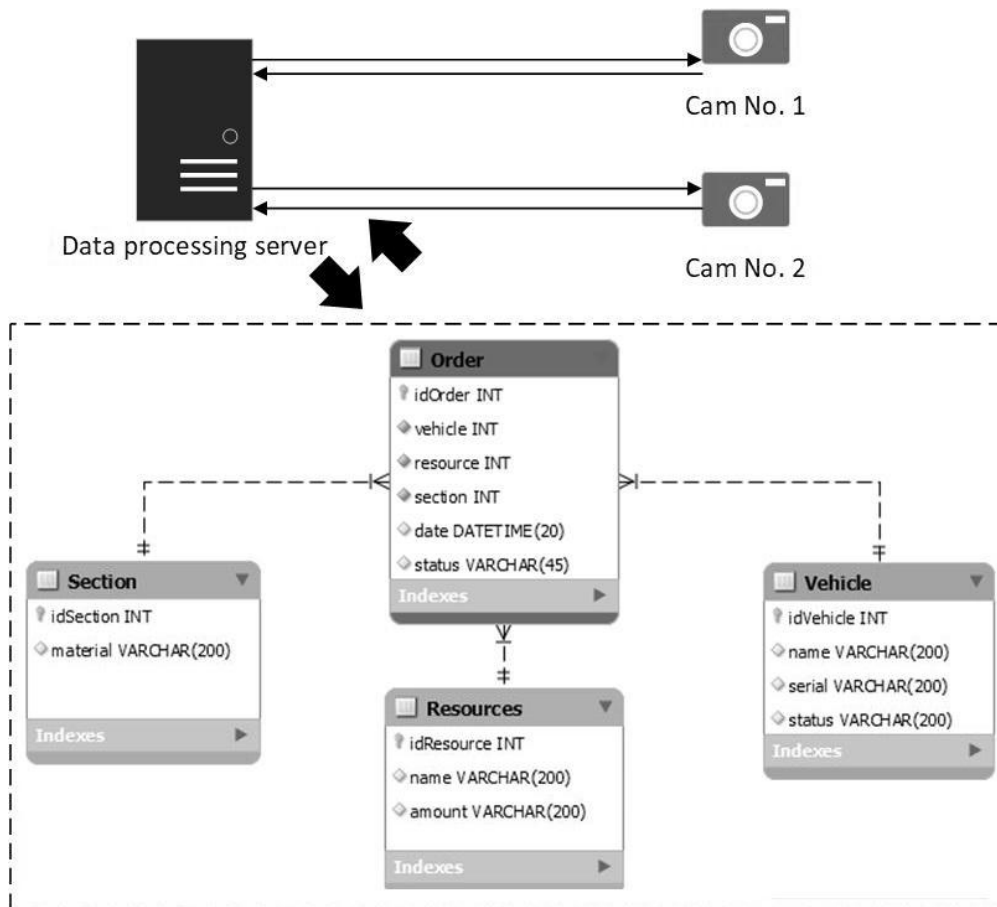 Cam No. 1
Data processing server
Cam No. 2
Order
idOrder INT
vehicle INT
resource INT
section INT
date DATETIME(20)
status VARCHAR(45)
Indexes
Section
idSection INT
material VARCHAR(200)
Indexes
Vehicle
idVehicle INT
name VARCHAR(200)
serial VARCHAR(200)
status VARCHAR(200)
Indexes
Resources
idResource INT
name VARCHAR(200)
amount VARCHAR(200)
Indexes